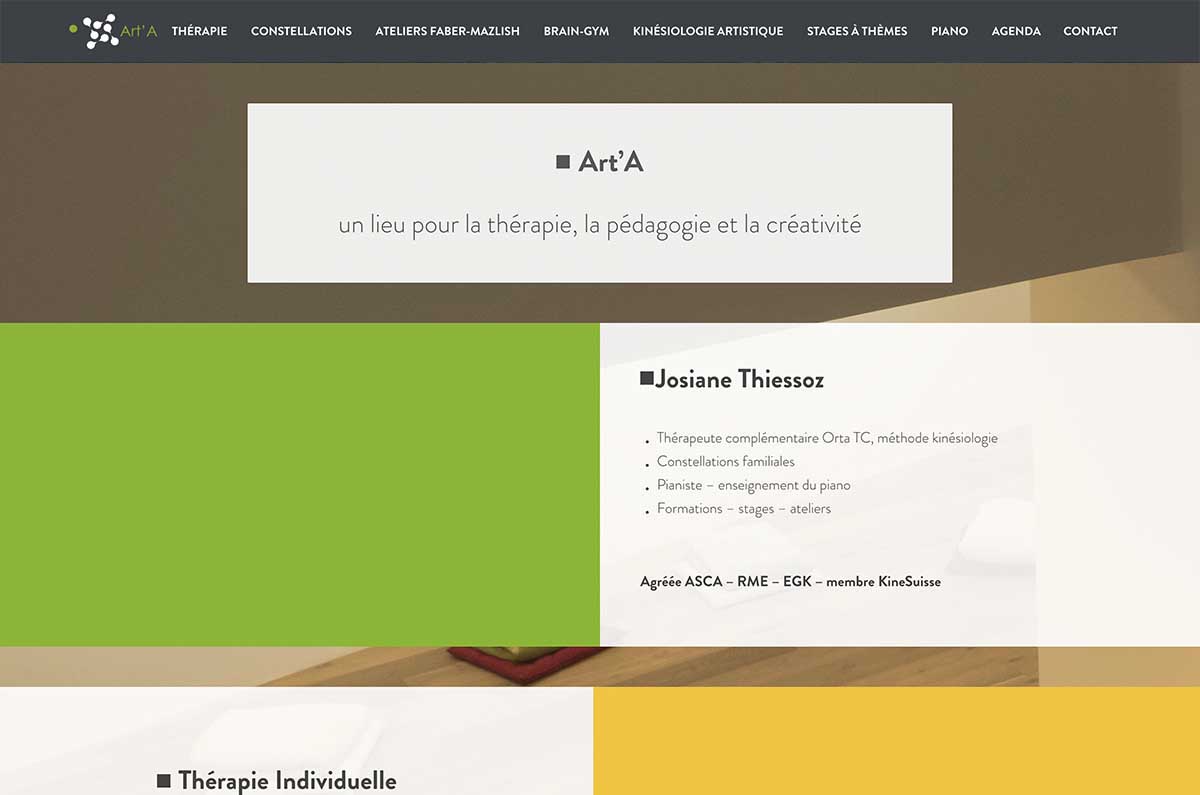 Art'A
THÉRAPIE
CONSTELLATIONS
ATELIERS FABER-MAZLISH
BRAIN-GYM
KINÉSIOLOGIE ARTISTIQUE
STAGES À THÈMES
PIANO
AGENDA
CONTACT
Art’A
un lieu pour la thérapie, la pédagogie et la créativité
Josiane Thiessoz
Thérapeute complémentaire Orta TC, méthode kinésiologie
Constellations familiales
Pianiste – enseignement du piano
Formations – stages – ateliers
Agréée ASCA – RME – EGK – membre KineSuisse
Thérapie Individuelle